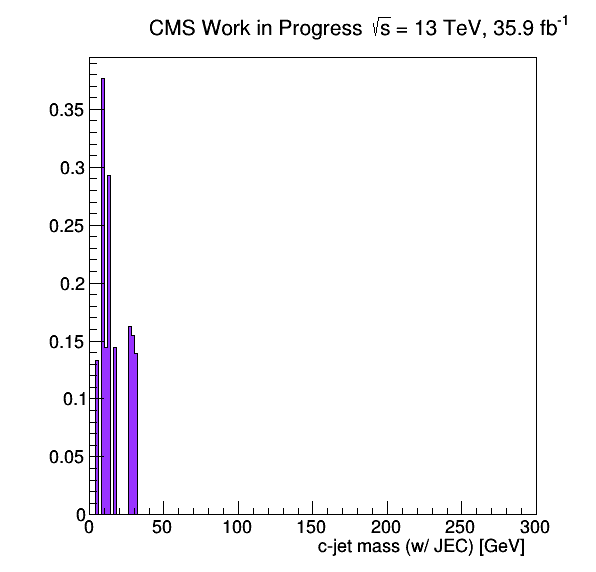 CMS Work in Progress √s = 13 TeV, 35.9 fb⁻¹
0.35
0.3
0.25
0.2
0.15
0.1
0.05
0
0 50 100 150 200 250 300
c-jet mass (w/ JEC) [GeV]